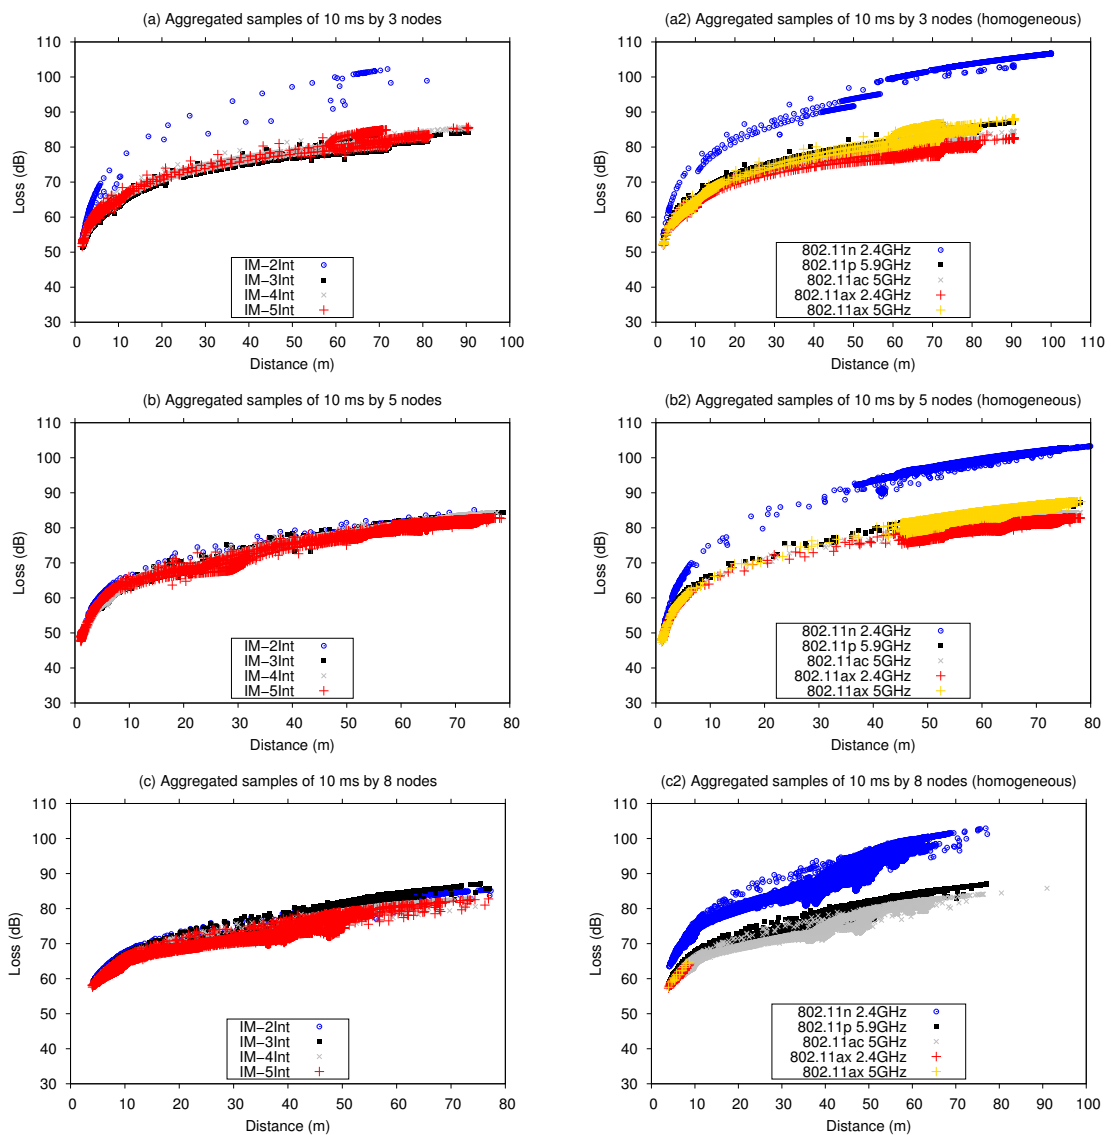 (a) Aggregated samples of 10 ms by 3 nodes
110
100
90
80
70
60
50
40
30
Loss (dB)
IM−2Int
IM−3Int
IM−4Int
IM−5Int
0 10 20 30 40 50 60 70 80 90 100
Distance (m)
(a2) Aggregated samples of 10 ms by 3 nodes (homogeneous)
110
100
90
80
70
60
50
40
30
Loss (dB)
802.11n 2.4GHz
802.11p 5.9GHz
802.11ac 5GHz
802.11ax 2.4GHz
802.11ax 5GHz
0 10 20 30 40 50 60 70 80 90 100 110
Distance (m)
(b) Aggregated samples of 10 ms by 5 nodes
110
100
90
80
70
60
50
40
30
Loss (dB)
IM−2Int
IM−3Int
IM−4Int
IM−5Int
0 10 20 30 40 50 60 70 80
Distance (m)
(b2) Aggregated samples of 10 ms by 5 nodes (homogeneous)
110
100
90
80
70
60
50
40
30
Loss (dB)
802.11n 2.4GHz
802.11p 5.9GHz
802.11ac 5GHz
802.11ax 2.4GHz
802.11ax 5GHz
0 10 20 30 40 50 60 70 80
Distance (m)
(c) Aggregated samples of 10 ms by 8 nodes
110
100
90
80
70
60
50
40
30
Loss (dB)
IM−2Int
IM−3Int
IM−4Int
IM−5Int
0 10 20 30 40 50 60 70 80
Distance (m)
(c2) Aggregated samples of 10 ms by 8 nodes (homogeneous)
110
100
90
80
70
60
50
40
30
Loss (dB)
802.11n 2.4GHz
802.11p 5.9GHz
802.11ac 5GHz
802.11ax 2.4GHz
802.11ax 5GHz
0 10 20 30 40 50 60 70 80 90 100
Distance (m)